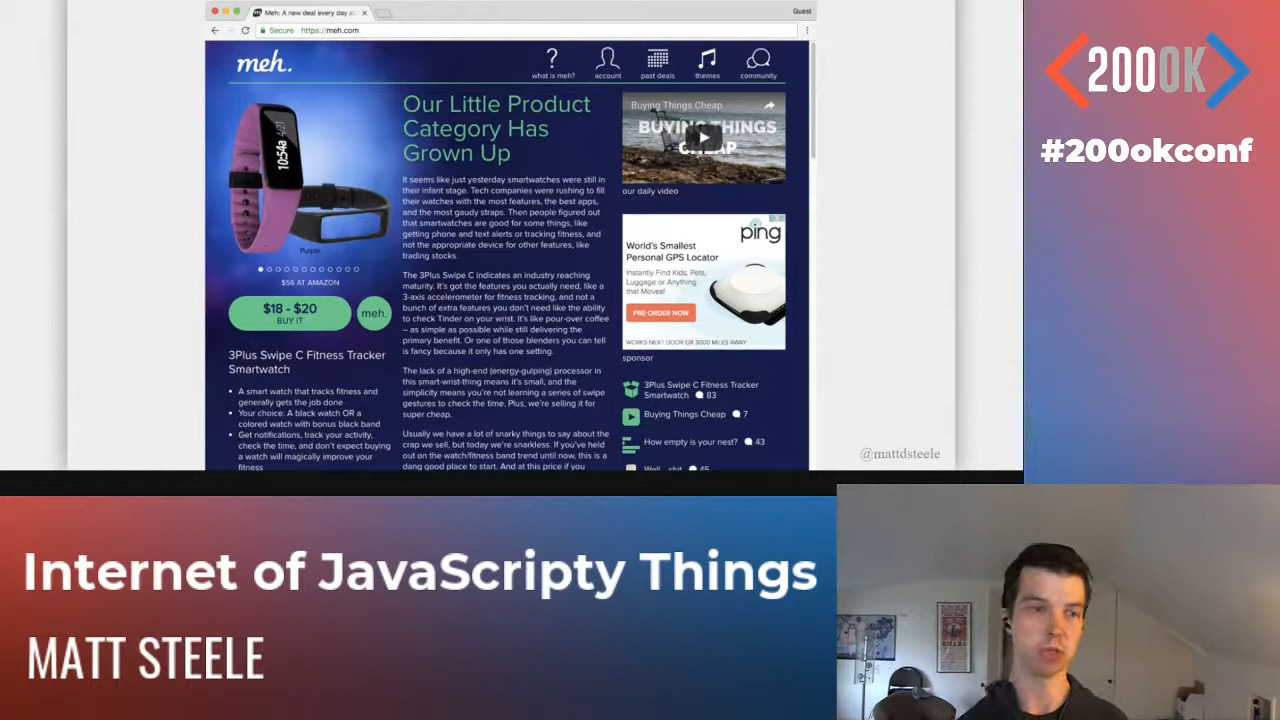 Meh: A new deal every day at
Guest
Secure
https://meh.com
meh.
what is meh?
account
past deals
themes
community
10:54a 4/21
Purple
$56 AT AMAZON
$18 - $20
BUY IT
meh.
3Plus Swipe C Fitness Tracker
Smartwatch
A smart watch that tracks fitness and
generally gets the job done
Your choice: A black watch OR a
colored watch with bonus black band
Get notifications, track your activity,
check the time, and don't expect buying
a watch will magically improve your
fitness
Our Little Product
Category Has
Grown Up
It seems like just yesterday smartwatches were still in
their infant stage. Tech companies were rushing to fill
their watches with the most features, the best apps,
and the most gaudy straps. Then people figured out
that smartwatches are good for some things, like
getting phone and text alerts or tracking fitness, and
not the appropriate device for other features, like
trading stocks.
The 3Plus Swipe C indicates an industry reaching
maturity. It's got the features you actually need, like a
3-axis accelerometer for fitness tracking, and not a
bunch of extra features you don't need like the ability
to check Tinder on your wrist. It's like pour-over coffee
– as simple as possible while still delivering the
primary benefit. Or one of those blenders you can tell
is fancy because it only has one setting.
The lack of a high-end (energy-gulping) processor in
this smart-wrist-thing means it's small, and the
simplicity means you're not learning a series of swipe
gestures to check the time. Plus, we're selling it for
super cheap.
Usually we have a lot of snarky things to say about the
crap we sell, but today we're snarkless. If you've held
out on the watch/fitness band trend until now, this is a
dang good place to start. And at this price if you
Buying Things Cheap
BUYING THINGS
CHEAP
our daily video
ping
World's Smallest
Personal GPS Locator
Instantly Find Kids, Pets,
Luggage or Anything
that Moves!
PRE-ORDER NOW
WORKS NEXT DOOR OR 3000 MILES AWAY
sponsor
3Plus Swipe C Fitness Tracker
Smartwatch 83
Buying Things Cheap 7
How empty is your nest? 43
Well...shit 45
@mattdsteele
200OK
#200okconf
Internet of JavaScripty Things
MATT STEELE